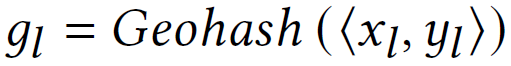 g_l = Geohash (⟨x_l, y_l⟩)